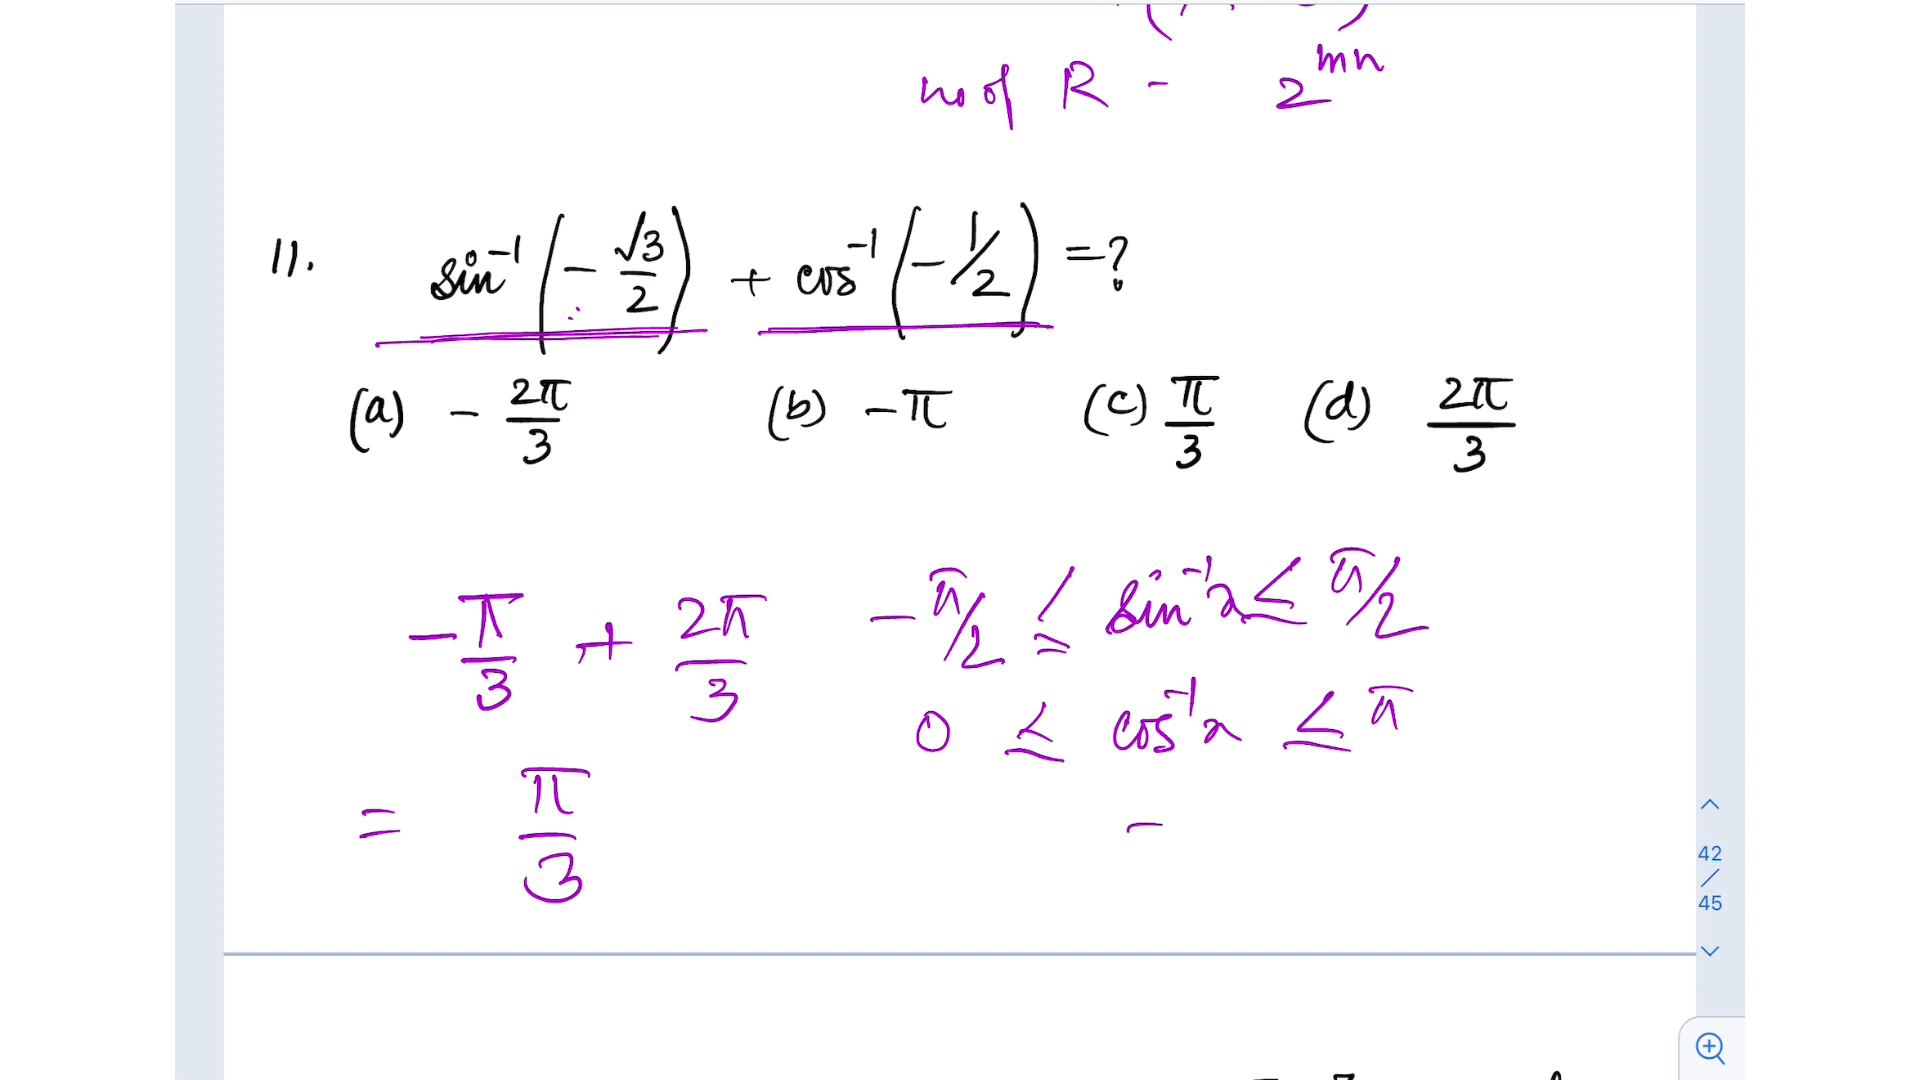 no of R - 2^mn
11. sin⁻¹(-√3/2) + cos⁻¹(-1/2) = ?
(a) -2π/3 (b) -π (c) π/3 (d) 2π/3
-π/3 + 2π/3
-π/2 ≤ sin⁻¹x ≤ π/2
0 ≤ cos⁻¹x ≤ π
= π/3
-
42
/
45